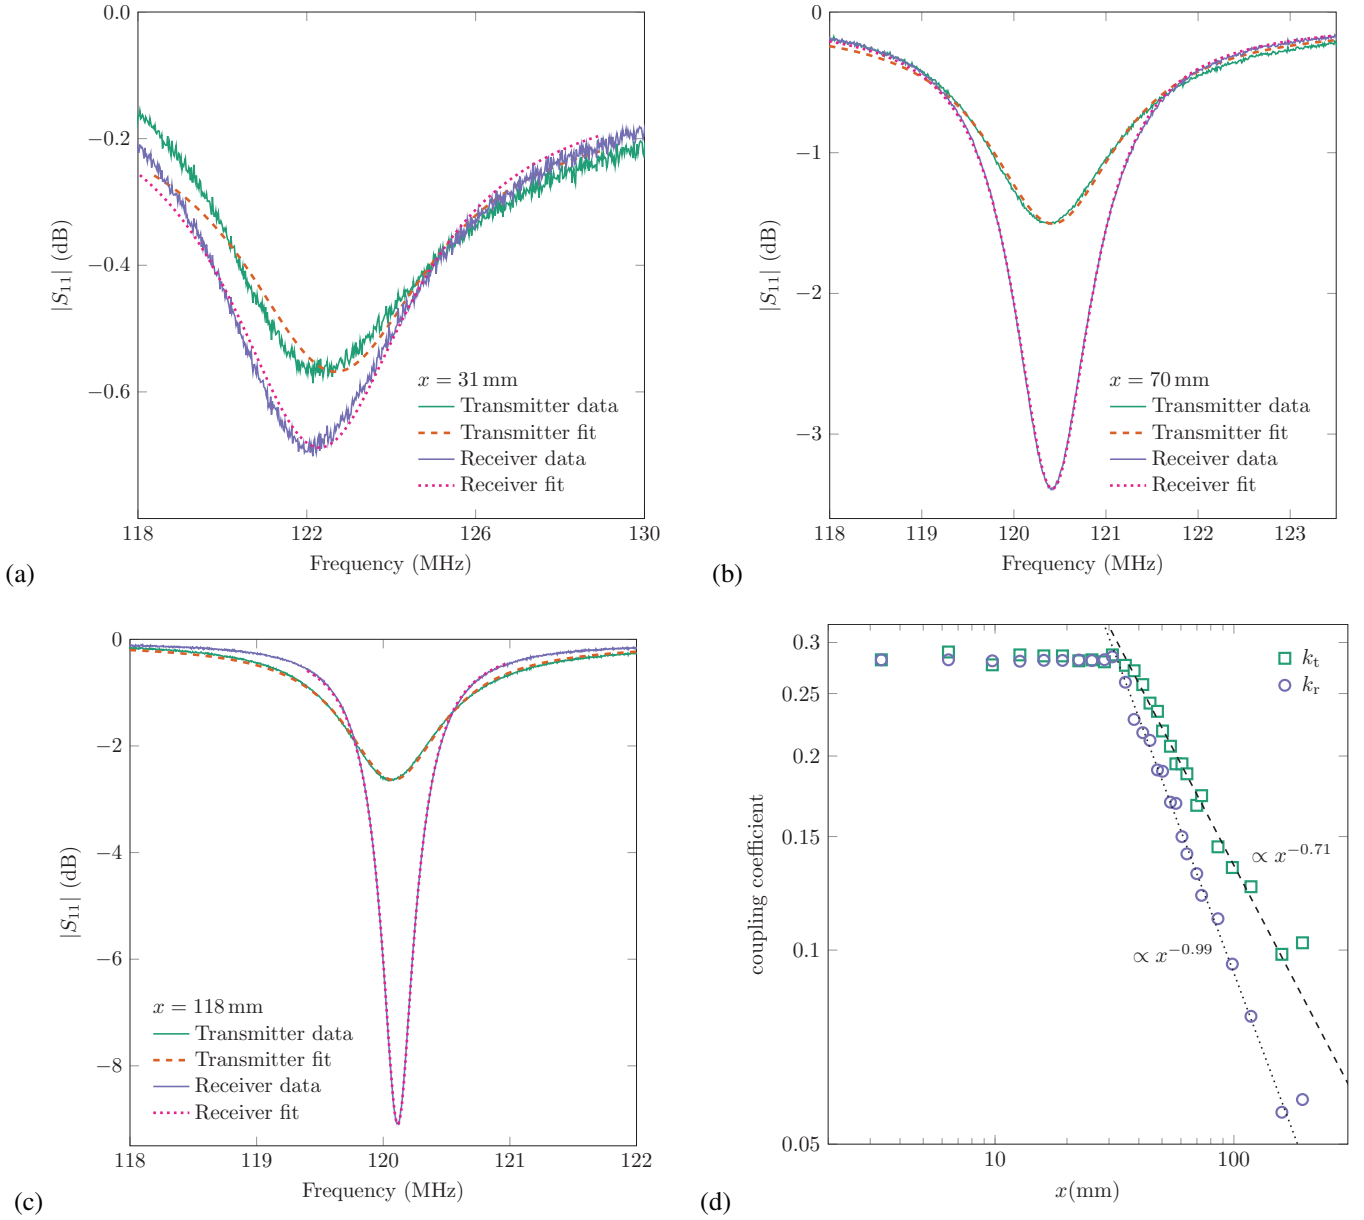 0.0
−0.2
−0.4
−0.6
|S₁₁| (dB)
x = 31 mm
Transmitter data
Transmitter fit
Receiver data
Receiver fit
118
122
126
130
Frequency (MHz)
(a)
0
−1
−2
−3
|S₁₁| (dB)
x = 70 mm
Transmitter data
Transmitter fit
Receiver data
Receiver fit
118
119
120
121
122
123
Frequency (MHz)
(b)
0
−2
−4
−6
−8
|S₁₁| (dB)
x = 118 mm
Transmitter data
Transmitter fit
Receiver data
Receiver fit
118
119
120
121
122
Frequency (MHz)
(c)
0.3
0.25
0.2
0.15
0.1
0.05
coupling coefficient
kₜ
kᵣ
∝ x^−0.71
∝ x^−0.99
10
100
x(mm)
(d)